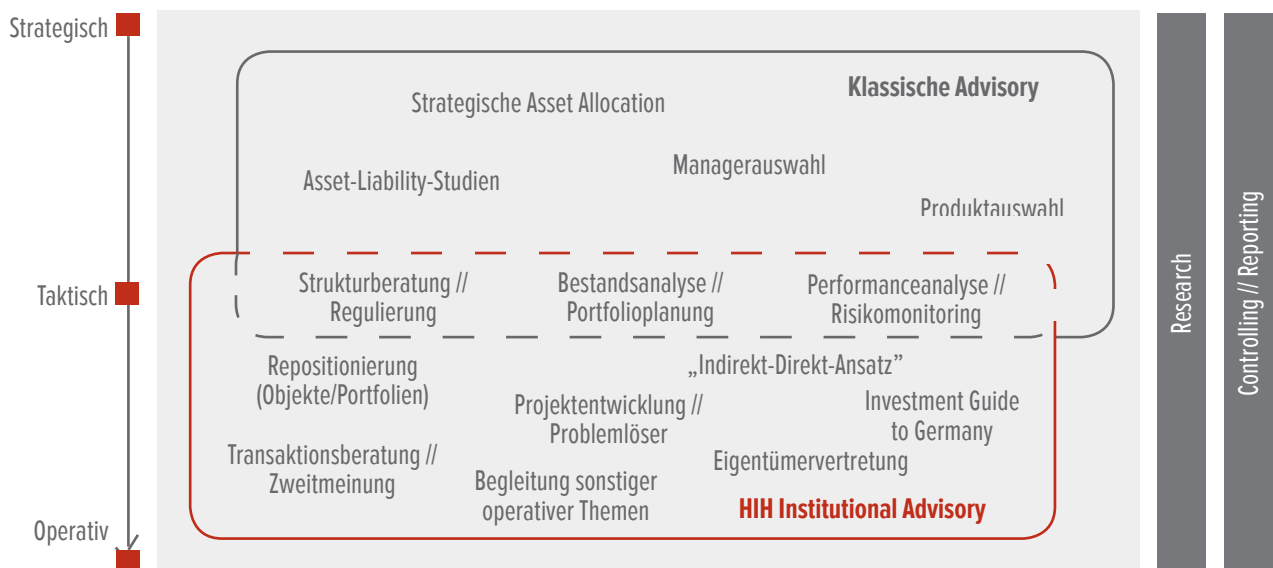 Strategisch
Klassische Advisory
Strategische Asset Allocation
Managerauswahl
Asset-Liability-Studien
Produktauswahl
Taktisch
Strukturberatung //
Regulierung
Bestandsanalyse //
Portfolioplanung
Performanceanalyse //
Risikomonitoring
Repositionierung
(Objekte/Portfolien)
„Indirekt-Direkt-Ansatz”
Projektentwicklung //
Problemlöser
Investment Guide
to Germany
Transaktionsberatung //
Zweitmeinung
Eigentümervertretung
Begleitung sonstiger
operativer Themen
HIH Institutional Advisory
Operativ
Research
Controlling // Reporting